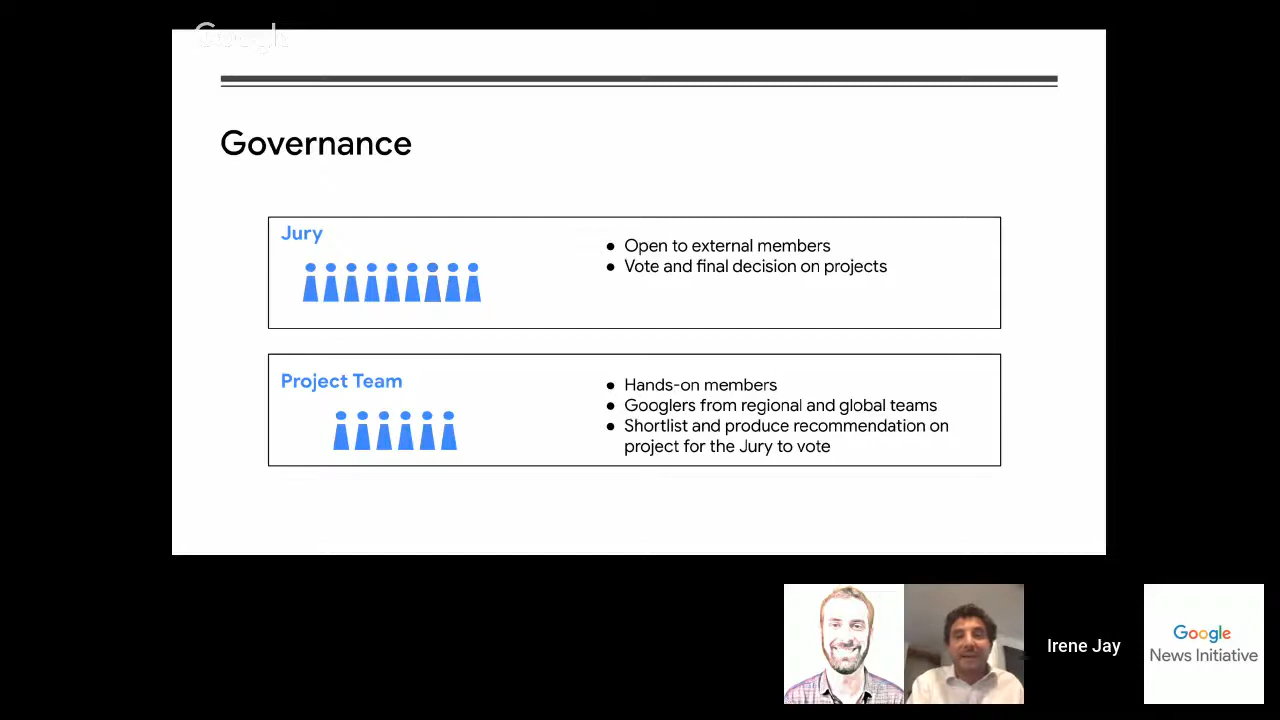 Google
Governance
Jury
● Open to external members
● Vote and final decision on projects
Project Team
● Hands-on members
● Googlers from regional and global teams
● Shortlist and produce recommendation on
project for the Jury to vote
Irene Jay
Google
News Initiative